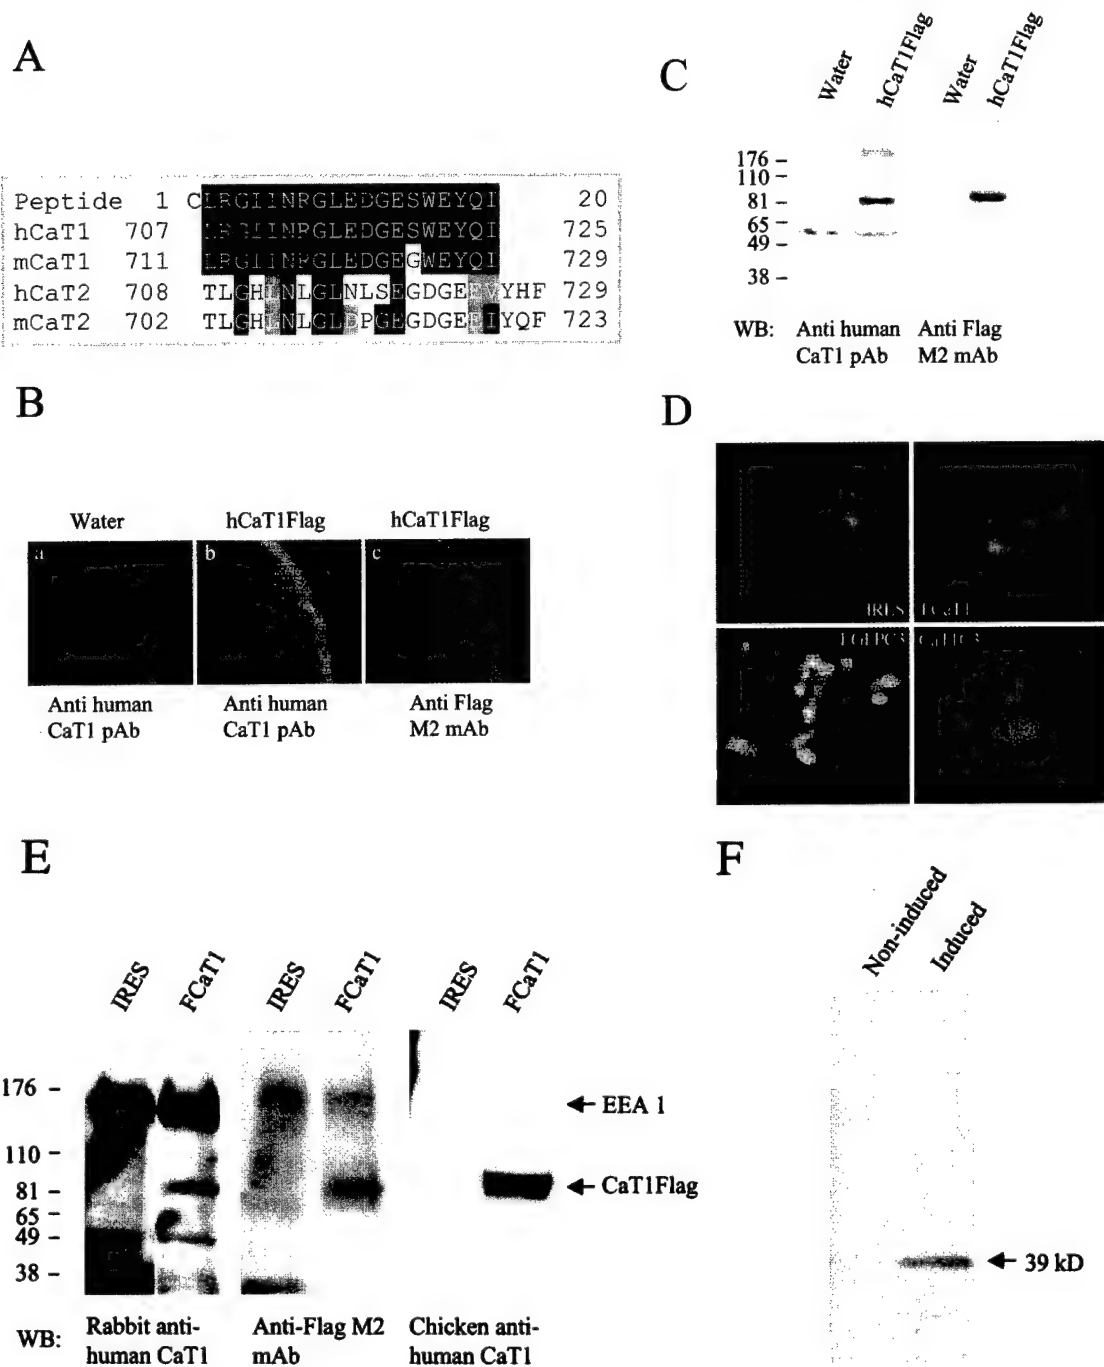 A
Peptide 1 CLRGIINRGLEDGESWEYQI 20
hCaT1 707 LRGIINRGLEDGESWEYQI 725
mCaT1 711 LRGIINRGLEDGEGWEYQI 729
hCaT2 708 TLGHLNLGLNLSEGDGEEVYHF 729
mCaT2 702 TLGHLNLGLDPGEGDGEEIYQF 723
B
Water hCaT1Flag hCaT1Flag
a b c
Anti human CaT1 pAb
Anti human CaT1 pAb
Anti Flag M2 mAb
C
Water hCaT1Flag Water hCaT1Flag
176
110
81
65
49
38
WB: Anti human CaT1 pAb Anti Flag M2 mAb
D
IRES FCaT1
E
IRES FCaT1 IRES FCaT1 IRES FCaT1
176
110
81
65
49
38
EEA 1
CaT1Flag
WB: Rabbit anti-human CaT1 Anti-Flag M2 mAb Chicken anti-human CaT1
F
Non-induced Induced
39 kD